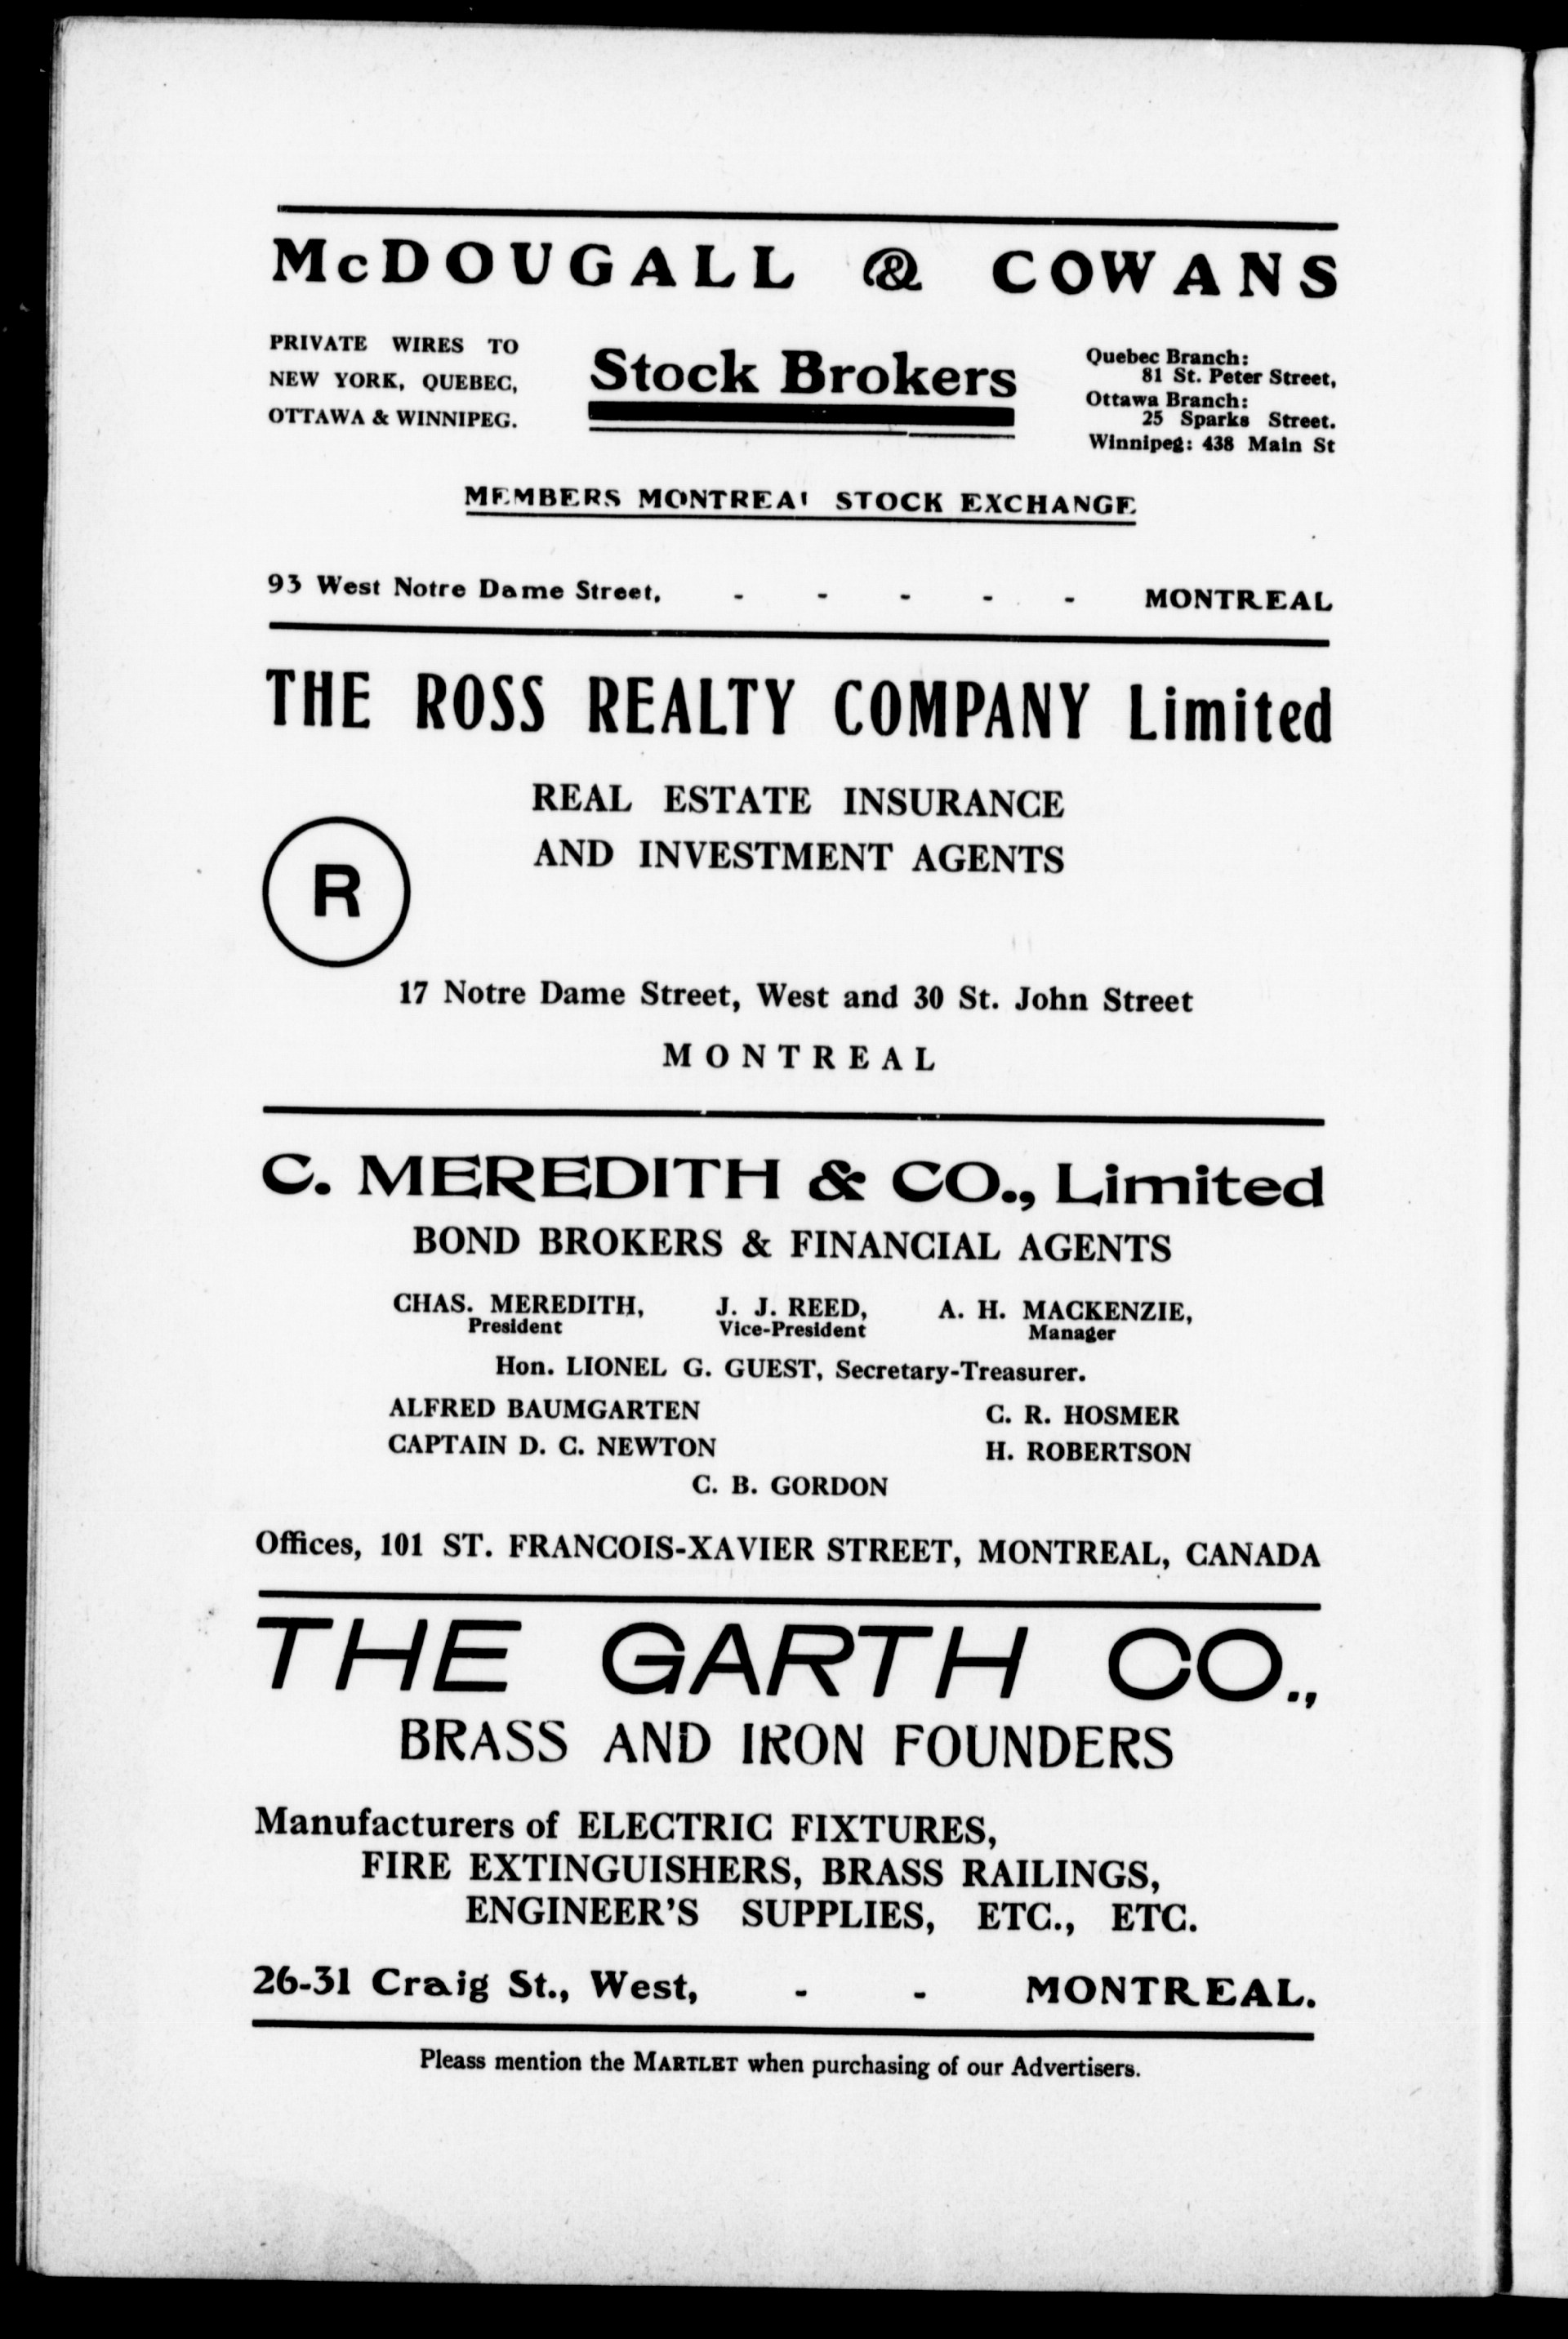 McDOUGALL & COWANS
PRIVATE WIRES TO
NEW YORK, QUEBEC,
OTTAWA & WINNIPEG.
Stock Brokers
Quebec Branch:
81 St. Peter Street,
Ottawa Branch:
25 Sparks Street.
Winnipeg: 438 Main St
MEMBERS MONTREAL STOCK EXCHANGE
93 West Notre Dame Street, - - - - - MONTREAL
THE ROSS REALTY COMPANY Limited
REAL ESTATE INSURANCE
AND INVESTMENT AGENTS
R
17 Notre Dame Street, West and 30 St. John Street
MONTREAL
C. MEREDITH & CO., Limited
BOND BROKERS & FINANCIAL AGENTS
CHAS. MEREDITH, J. J. REED, A. H. MACKENZIE,
President Vice-President Manager
Hon. LIONEL G. GUEST, Secretary-Treasurer.
ALFRED BAUMGARTEN C. R. HOSMER
CAPTAIN D. C. NEWTON H. ROBERTSON
C. B. GORDON
Offices, 101 ST. FRANCOIS-XAVIER STREET, MONTREAL, CANADA
THE GARTH CO.,
BRASS AND IRON FOUNDERS
Manufacturers of ELECTRIC FIXTURES,
FIRE EXTINGUISHERS, BRASS RAILINGS,
ENGINEER'S SUPPLIES, ETC., ETC.
26-31 Craig St., West, - - MONTREAL.
Pleass mention the MARTLET when purchasing of our Advertisers.